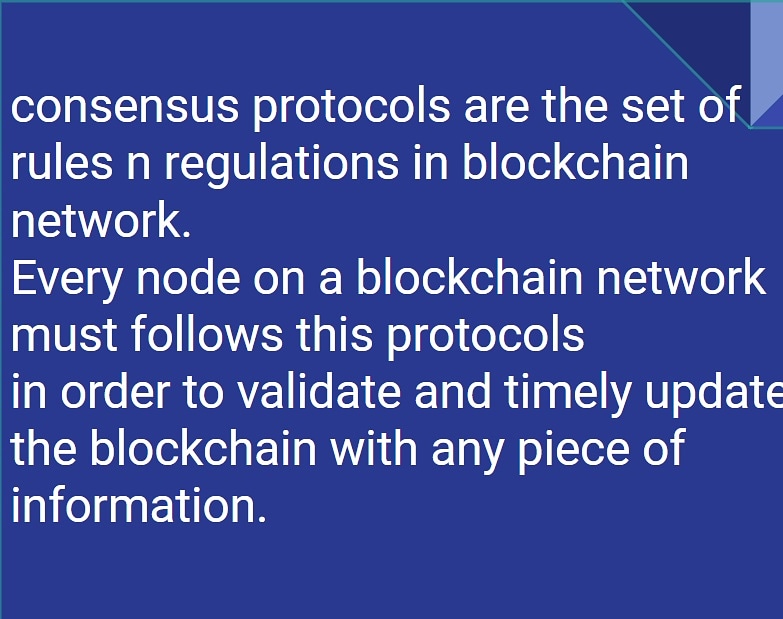 consensus protocols are the set of
rules n regulations in blockchain
network.
Every node on a blockchain network
must follows this protocols
in order to validate and timely update
the blockchain with any piece of
information.